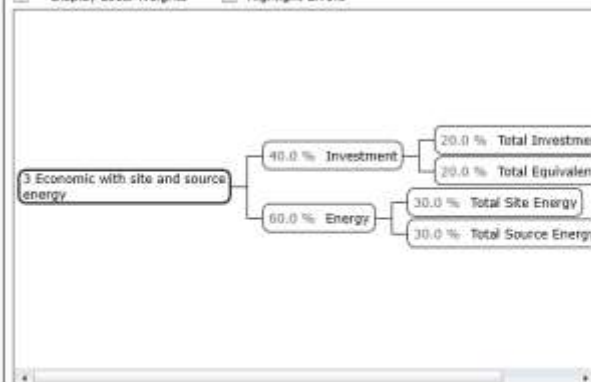 3 Economic with site and source
energy
40.0 % Investment
60.0 % Energy
20.0 % Total Investme
20.0 % Total Equivalen
30.0 % Total Site Energy
30.0 % Total Source Energy